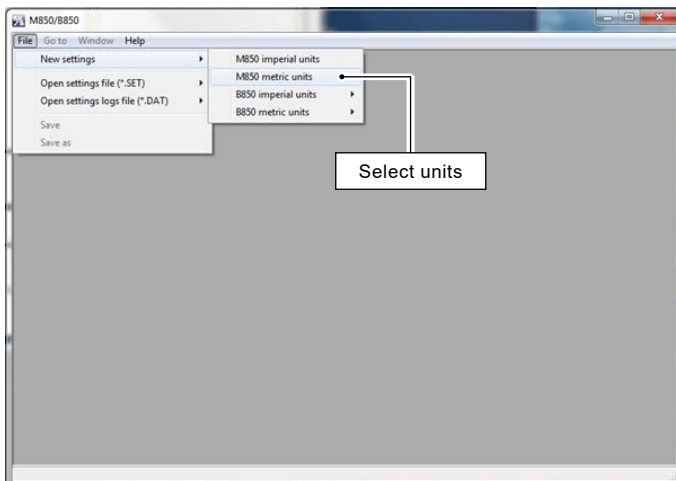 M850/B850
File Go to Window Help
New settings
Open settings file (*.SET)
Open settings logs file (*.DAT)
Save
Save as
M850 imperial units
M850 metric units
B850 imperial units
B850 metric units
Select units